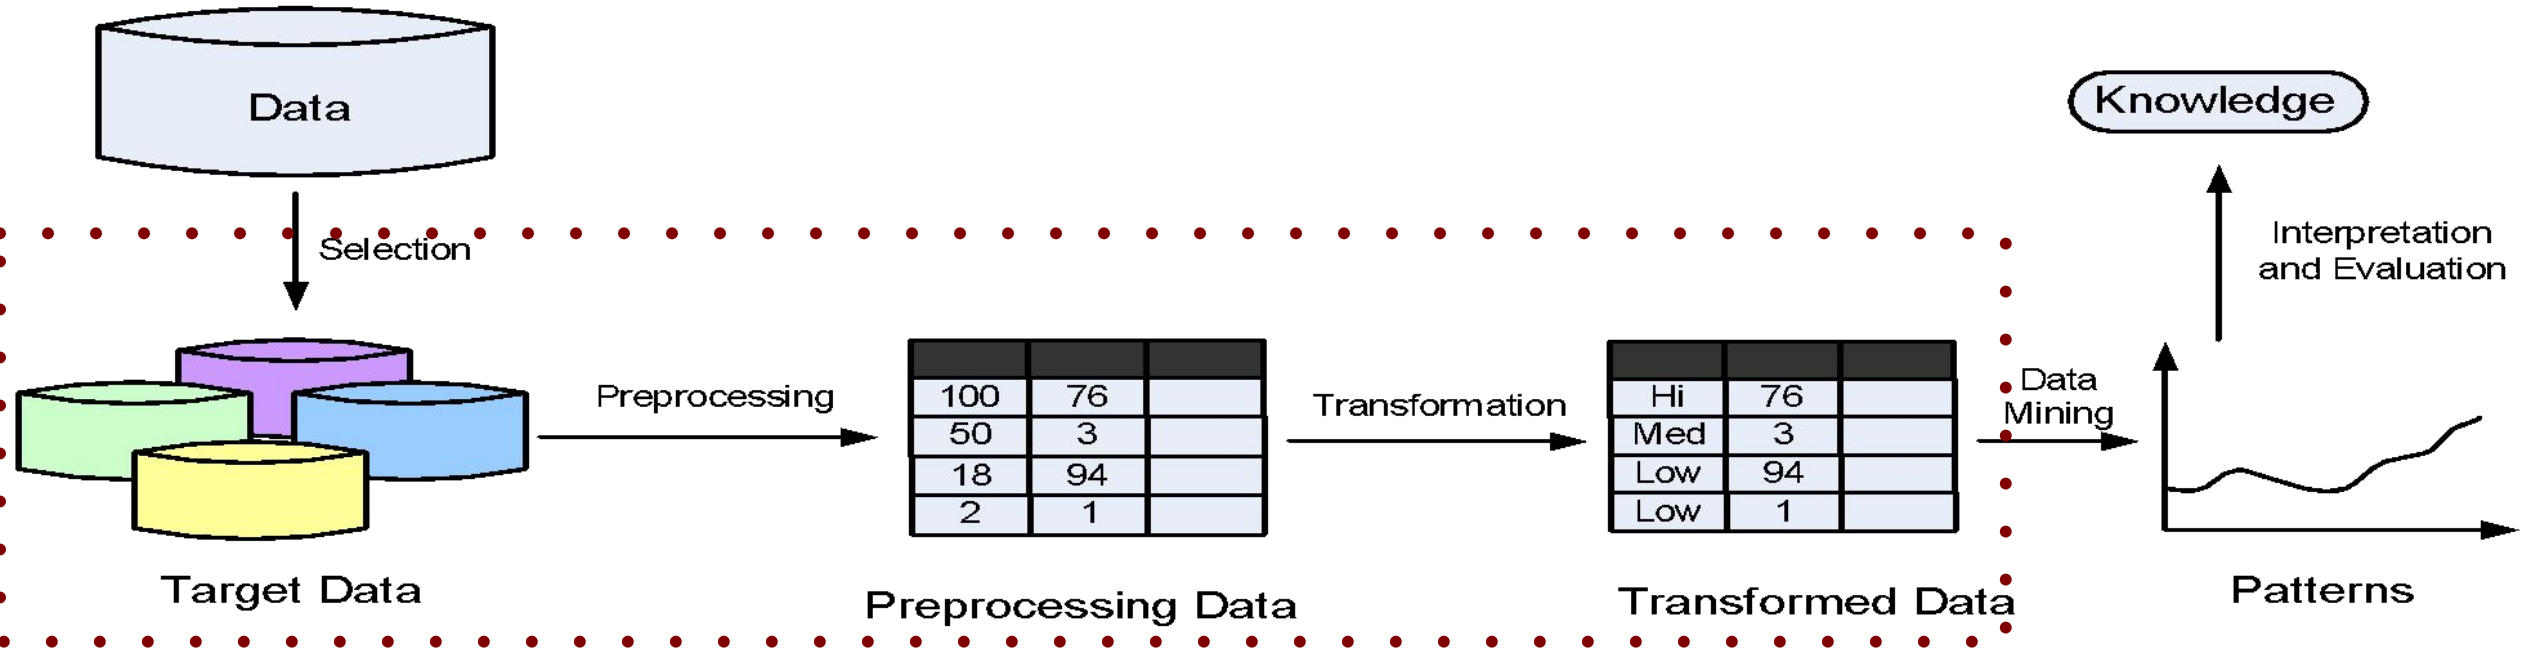 Data
Knowledge
Selection
Interpretation
and Evaluation
Preprocessing
100 76
50 3
18 94
2 1
Transformation
Hi 76
Med 3
Low 94
Low 1
Data
Mining
Target Data
Preprocessing Data
Transformed Data
Patterns